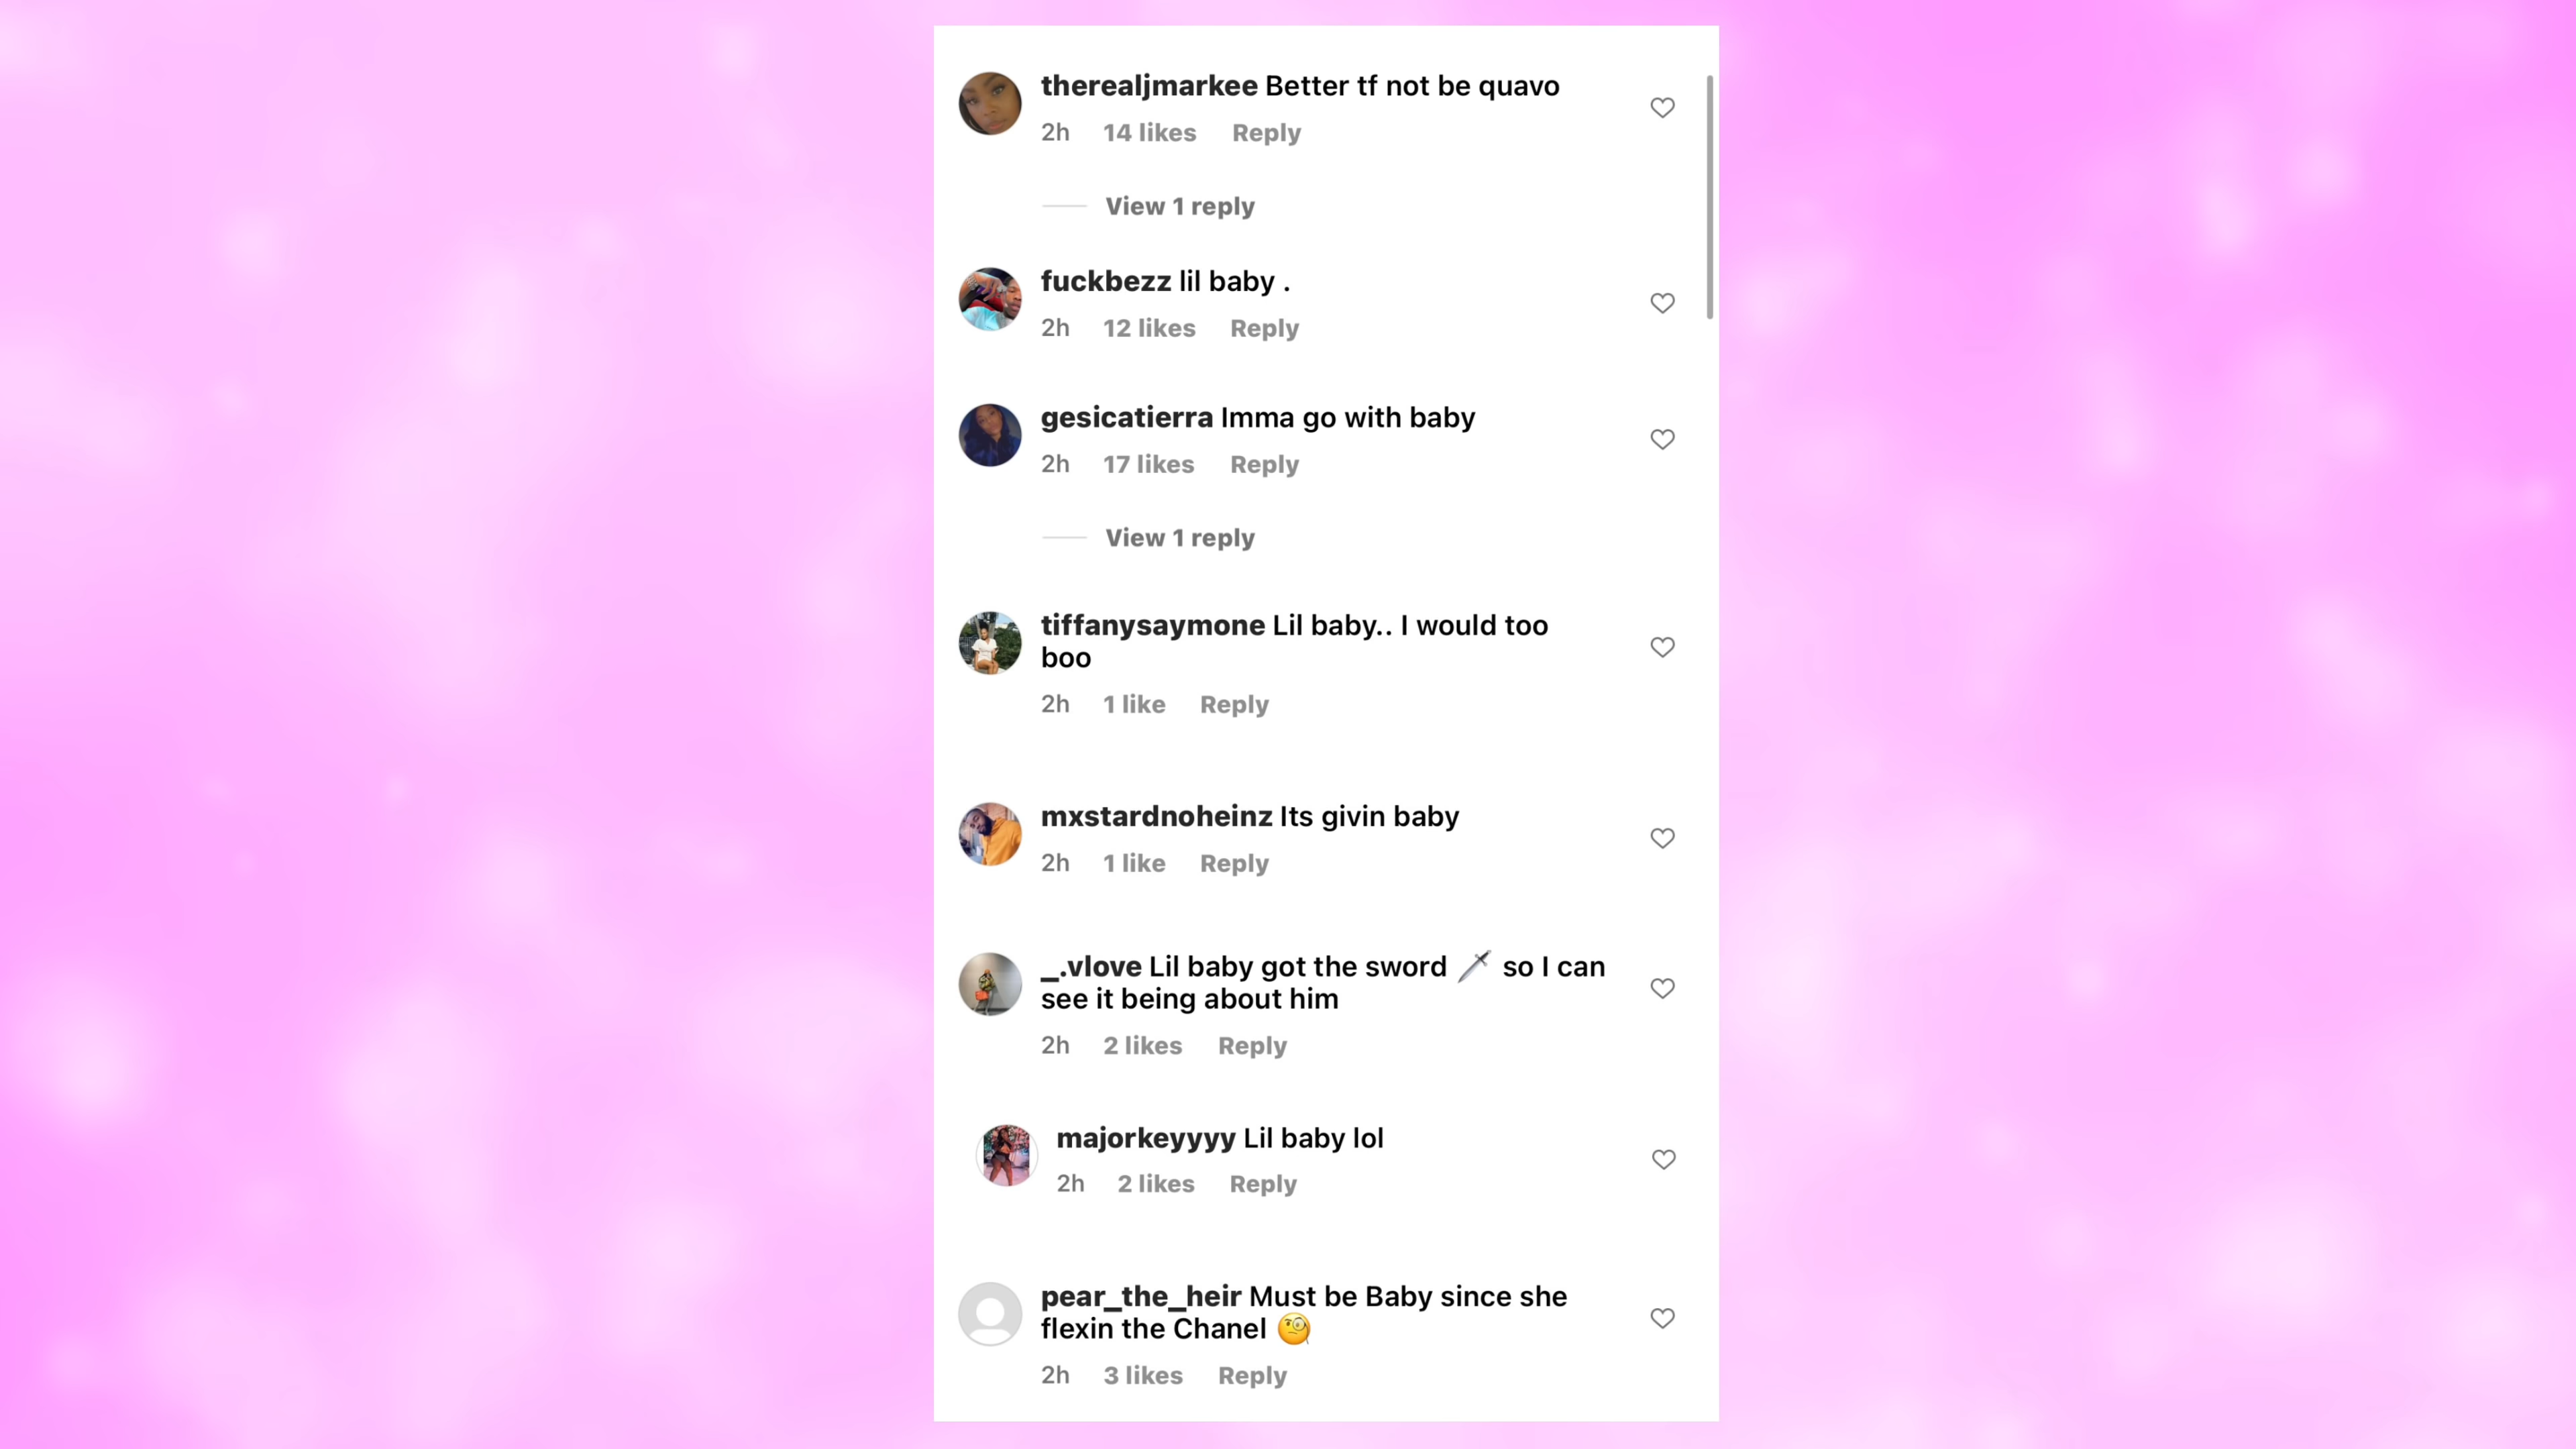 therealjmarkee Better tf not be quavo
2h 14 likes Reply
View 1 reply
fuckbezz lil baby .
2h 12 likes Reply
gesicatierra Imma go with baby
2h 17 likes Reply
View 1 reply
tiffanysaymone Lil baby.. I would too
boo
2h 1 like Reply
mxstardnoheinz Its givin baby
2h 1 like Reply
_.vlove Lil baby got the sword 🗡️ so I can
see it being about him
2h 2 likes Reply
majorkeyyyy Lil baby lol
2h 2 likes Reply
pear_the_heir Must be Baby since she
flexin the Chanel 🧐
2h 3 likes Reply